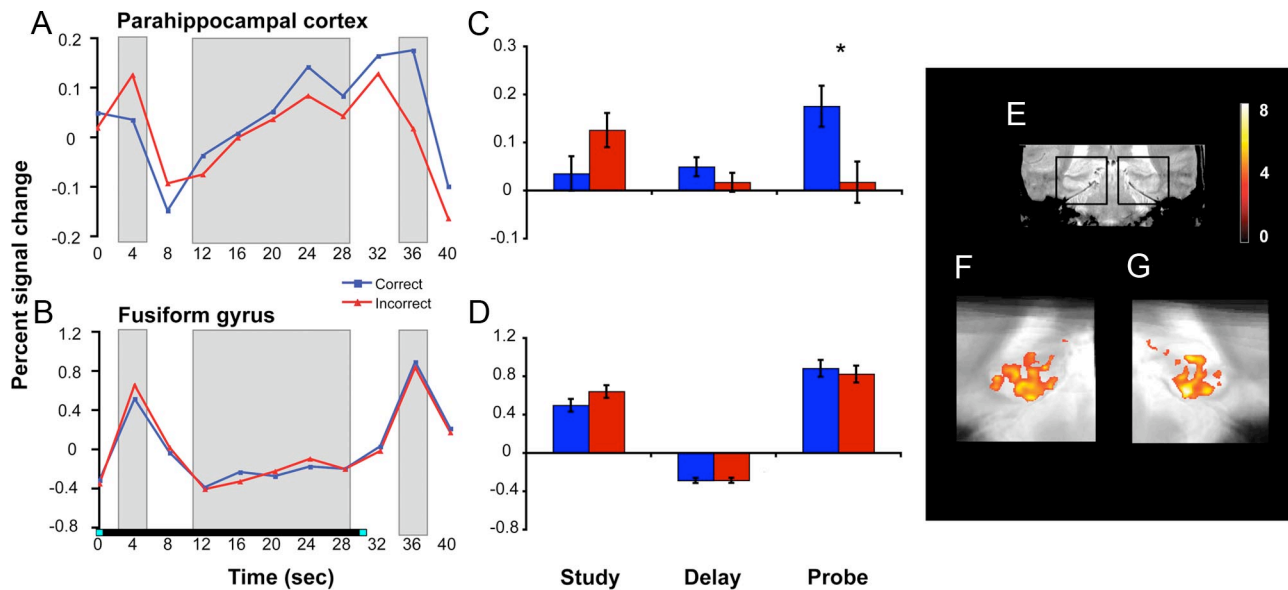 A
Parahippocampal cortex
0.2
0.1
0
-0.1
-0.2
0 4 8 12 16 20 24 28 32 36 40
Correct
Incorrect
B
Fusiform gyrus
1.2
0.8
0.4
0
-0.4
-0.8
0 4 8 12 16 20 24 28 32 36 40
Time (sec)
Percent signal change
C
0.3
0.2
0.1
0
-0.1
*
D
1.2
0.8
0.4
0
-0.4
-0.8
Study Delay Probe
E
8
4
0
F
G